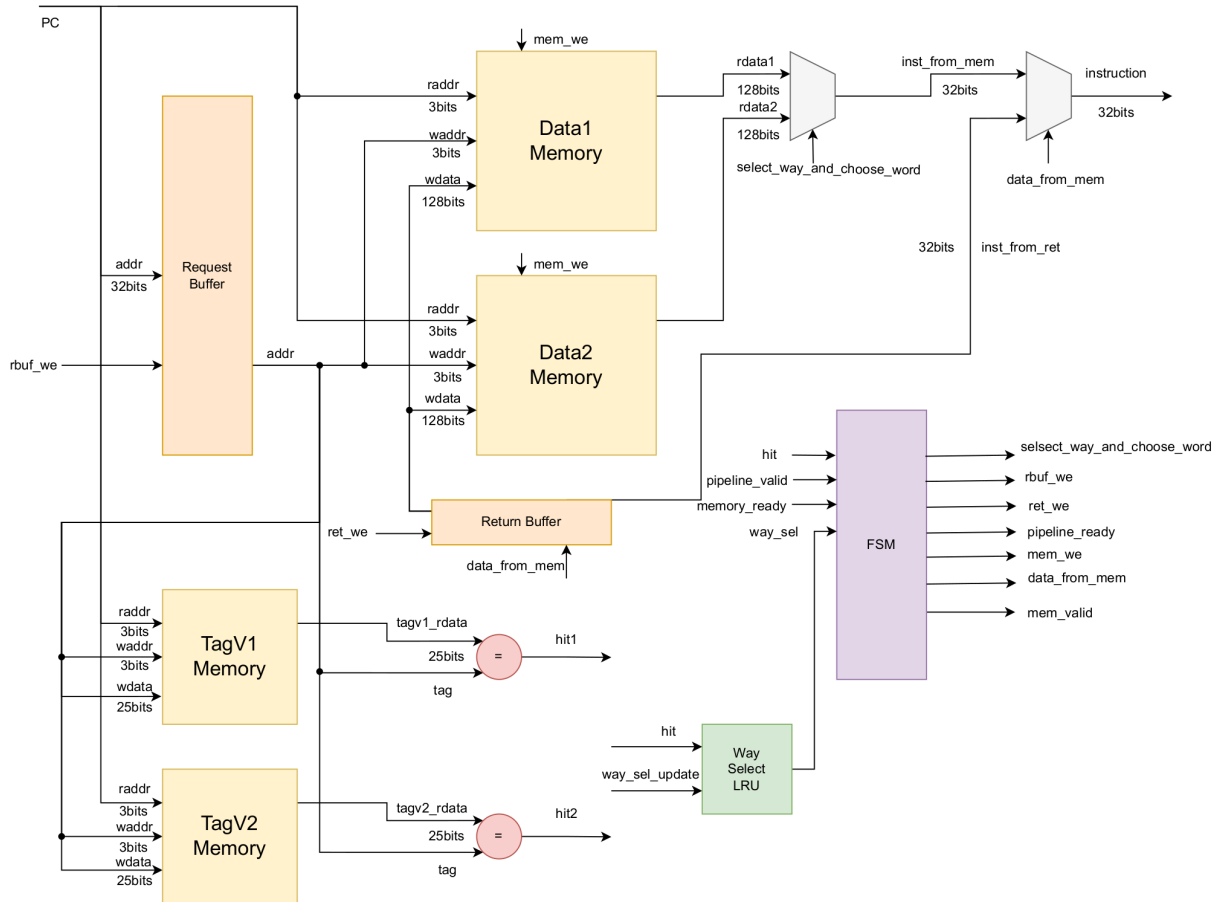 PC
mem_we
raddr
3bits
waddr
3bits
wdata
128bits
Data1
Memory
rdata1
128bits
rdata2
128bits
select_way_and_choose_word
inst_from_mem
32bits
instruction
32bits
data_from_mem
addr
32bits
Request
Buffer
rbuf_we
addr
mem_we
raddr
3bits
waddr
3bits
wdata
128bits
Data2
Memory
32bits
inst_from_ret
ret_we
Return Buffer
data_from_mem
hit
pipeline_valid
memory_ready
way_sel
FSM
selsect_way_and_choose_word
rbuf_we
ret_we
pipeline_ready
mem_we
data_from_mem
mem_valid
raddr
3bits
waddr
3bits
wdata
25bits
TagV1
Memory
tagv1_rdata
25bits
tag
=
hit1
hit
way_sel_update
Way
Select
LRU
raddr
3bits
waddr
3bits
wdata
25bits
TagV2
Memory
tagv2_rdata
25bits
tag
=
hit2